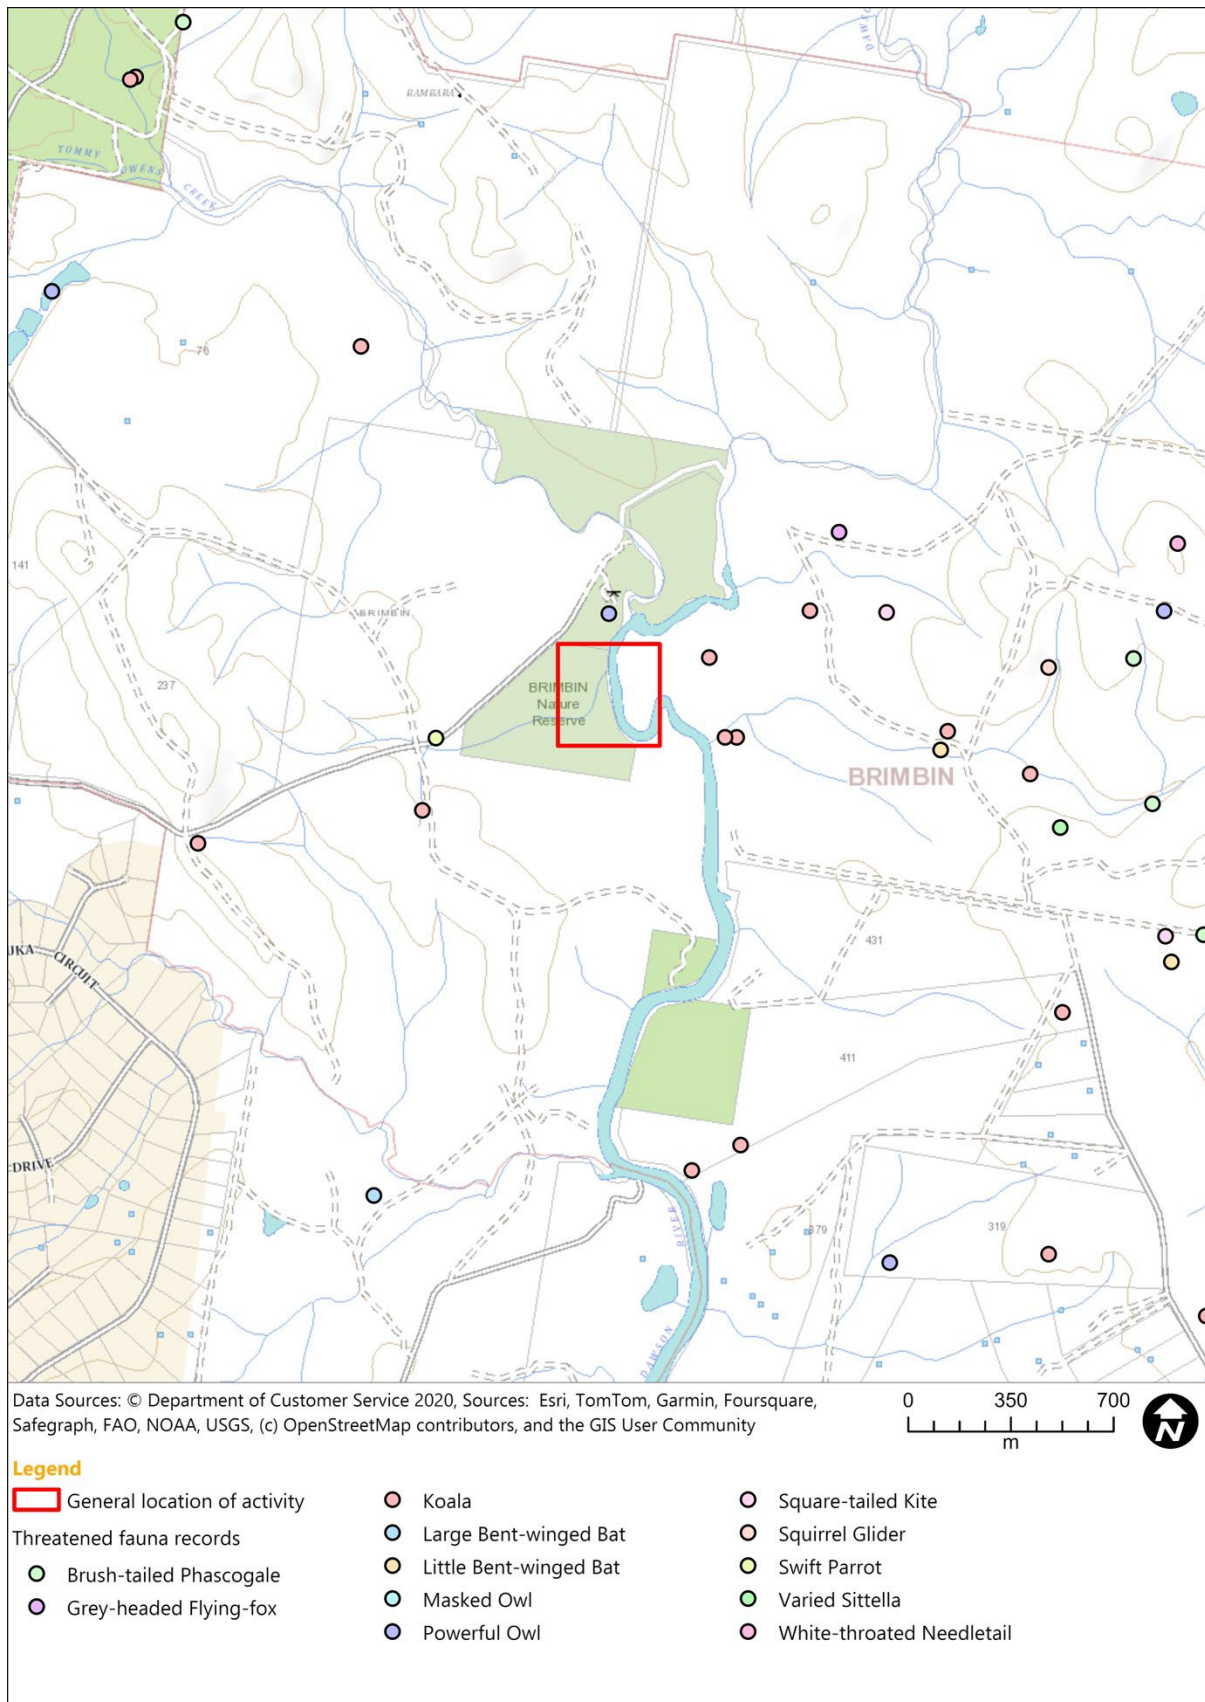 DAWSON
BAMBARA
TOMMY
OWENS
CREEK
76
141
BRIMBIN
237
BRIMBIN
Nature
Reserve
BRIMBIN
431
UKA
CIRCUIT
411
DRIVE
RIVER
379
319
DAWSON
Data Sources: © Department of Customer Service 2020, Sources: Esri, TomTom, Garmin, Foursquare,
Safegraph, FAO, NOAA, USGS, (c) OpenStreetMap contributors, and the GIS User Community
0 350 700
m
N
Legend
General location of activity
Threatened fauna records
Brush-tailed Phascogale
Grey-headed Flying-fox
Koala
Large Bent-winged Bat
Little Bent-winged Bat
Masked Owl
Powerful Owl
Square-tailed Kite
Squirrel Glider
Swift Parrot
Varied Sittella
White-throated Needletail